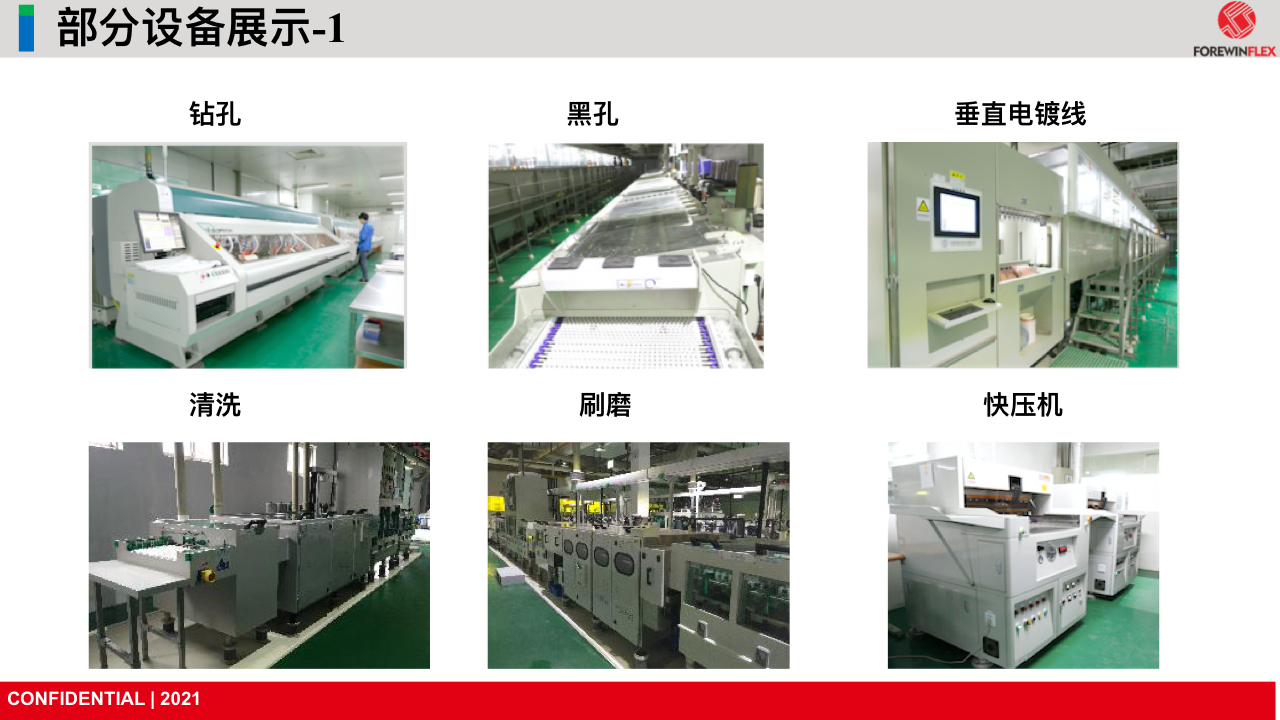 部分设备展示-1
FOREWINFLEX
钻孔
黑孔
垂直电镀线
清洗
刷磨
快压机
CONFIDENTIAL | 2021